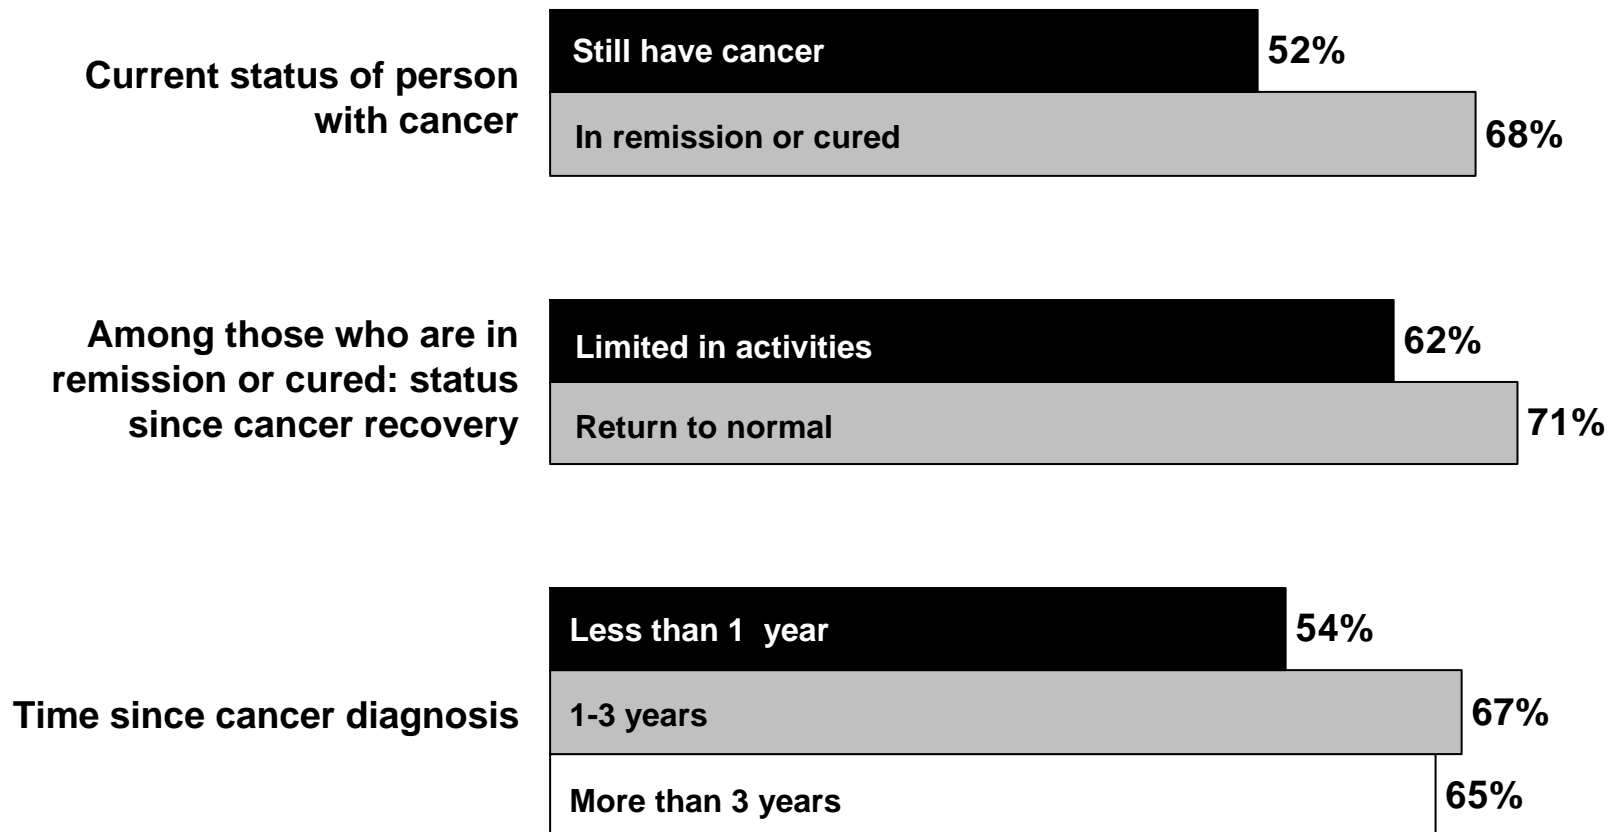 Current status of person
with cancer
Still have cancer
52%
In remission or cured
68%
Among those who are in
remission or cured: status
since cancer recovery
Limited in activities
62%
Return to normal
71%
Time since cancer diagnosis
Less than 1  year
54%
1-3 years
67%
More than 3 years
65%